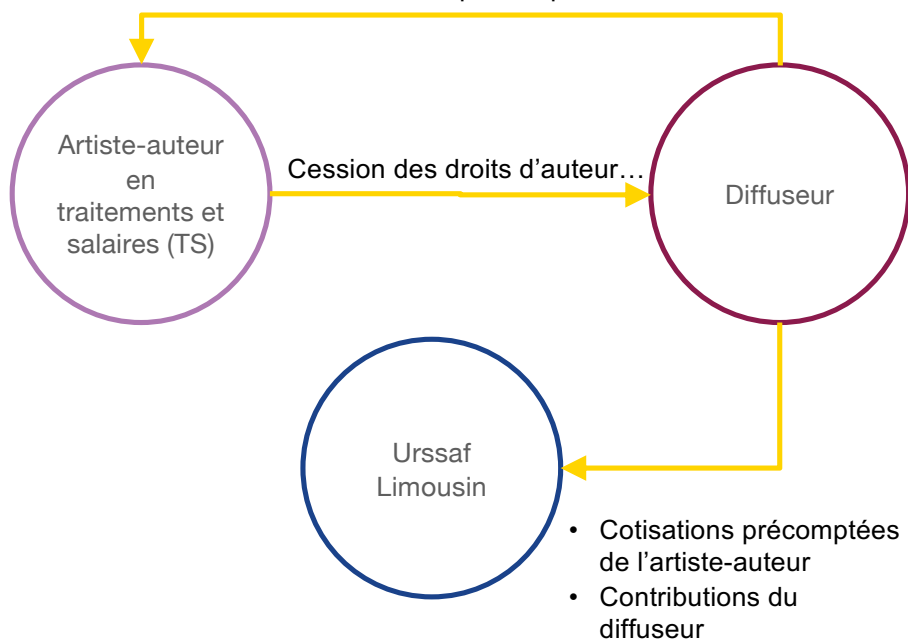 Artiste-auteur
en
traitements et
salaires (TS)
Cession des droits d’auteur…
Diffuseur
Urssaf
Limousin
• Cotisations précomptées
de l’artiste-auteur
• Contributions du
diffuseur